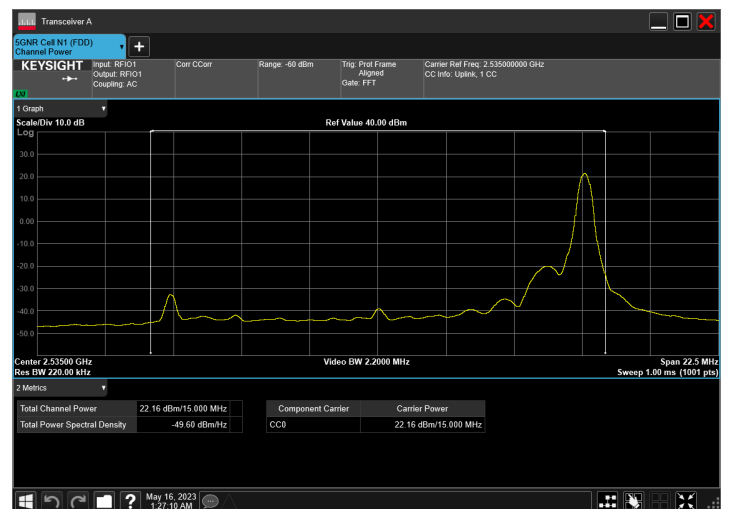 Transceiver A
5GNR Cell N1 (FDD)
Channel Power
+
KEYSIGHT
LXI
Input: RFIO1
Output: RFIO1
Coupling: AC
Corr CCorr
Range: -60 dBm
Trig: Prot Frame
Aligned
Gate: FFT
Carrier Ref Freq: 2.535000000 GHz
CC Info: Uplink, 1 CC
1 Graph
Scale/Div 10.0 dB
Ref Value 40.00 dBm
Log
30.0
20.0
10.0
0.00
-10.0
-20.0
-30.0
-40.0
-50.0
Center 2.53500 GHz
Video BW 2.2000 MHz
Span 22.5 MHz
Res BW 220.00 kHz
Sweep 1.00 ms (1001 pts)
2 Metrics
Total Channel Power 22.16 dBm/15.000 MHz
Total Power Spectral Density -49.60 dBm/Hz
Component Carrier Carrier Power
CC0 22.16 dBm/15.000 MHz
?
May 16, 2023
1:27:10 AM